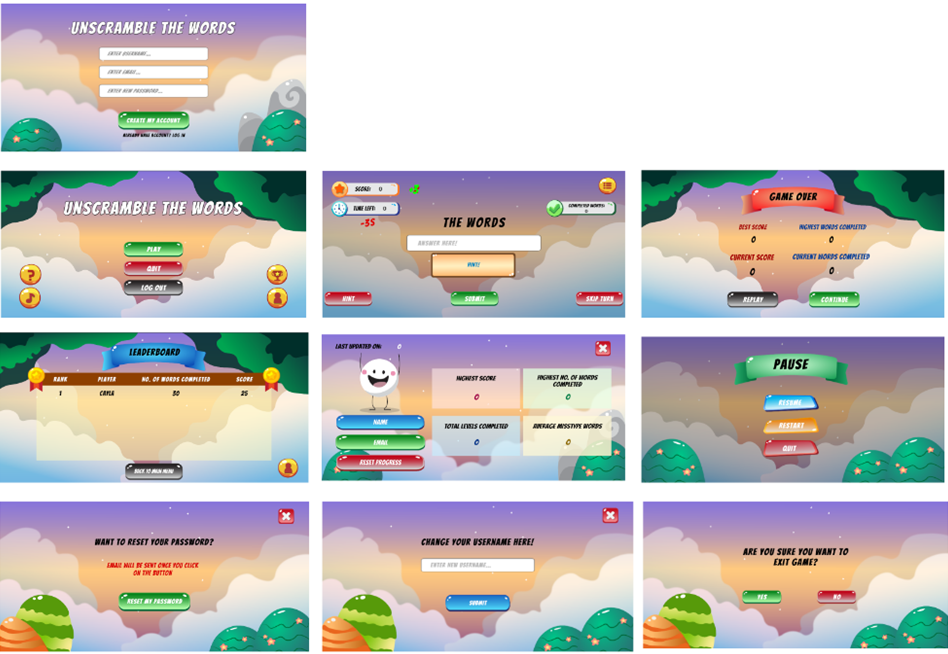 UNSCRAMBLE THE WORDS
ENTER USERNAME...
ENTER EMAIL...
ENTER NEW PASSWORD...
CREATE MY ACCOUNT
ALREADY HAVE ACCOUNT? LOG IN
UNSCRAMBLE THE WORDS
PLAY
QUIT
LOG OUT
?
SCORE: 0
TIME LEFT: 0
-3S
COMPLETED WORDS:
0
THE WORDS
ANSWER HERE!
HINT!
HINT
SUBMIT
SKIP TURN
GAME OVER
BEST SCORE HIGHEST WORDS COMPLETED
0 0
CURRENT SCORE CURRENT WORDS COMPLETED
0 0
REPLAY CONTINUE
LEADERBOARD
RANK PLAYER NO. OF WORDS COMPLETED SCORE
1 CAYLA 30 25
BACK TO MAIN MENU
LAST UPDATED ON: 0
NAME
EMAIL
RESET PROGRESS
HIGHEST SCORE
0
HIGHEST NO. OF WORDS
COMPLETED
0
TOTAL LEVELS COMPLETED
0
AVERAGE MISSTYPE WORDS
0
PAUSE
RESUME
RESTART
QUIT
WANT TO RESET YOUR PASSWORD?
EMAIL WILL BE SENT ONCE YOU CLICK
ON THE BUTTON
RESET MY PASSWORD
CHANGE YOUR USERNAME HERE!
ENTER NEW USERNAME...
SUBMIT
ARE YOU SURE YOU WANT TO
EXIT GAME?
YES NO